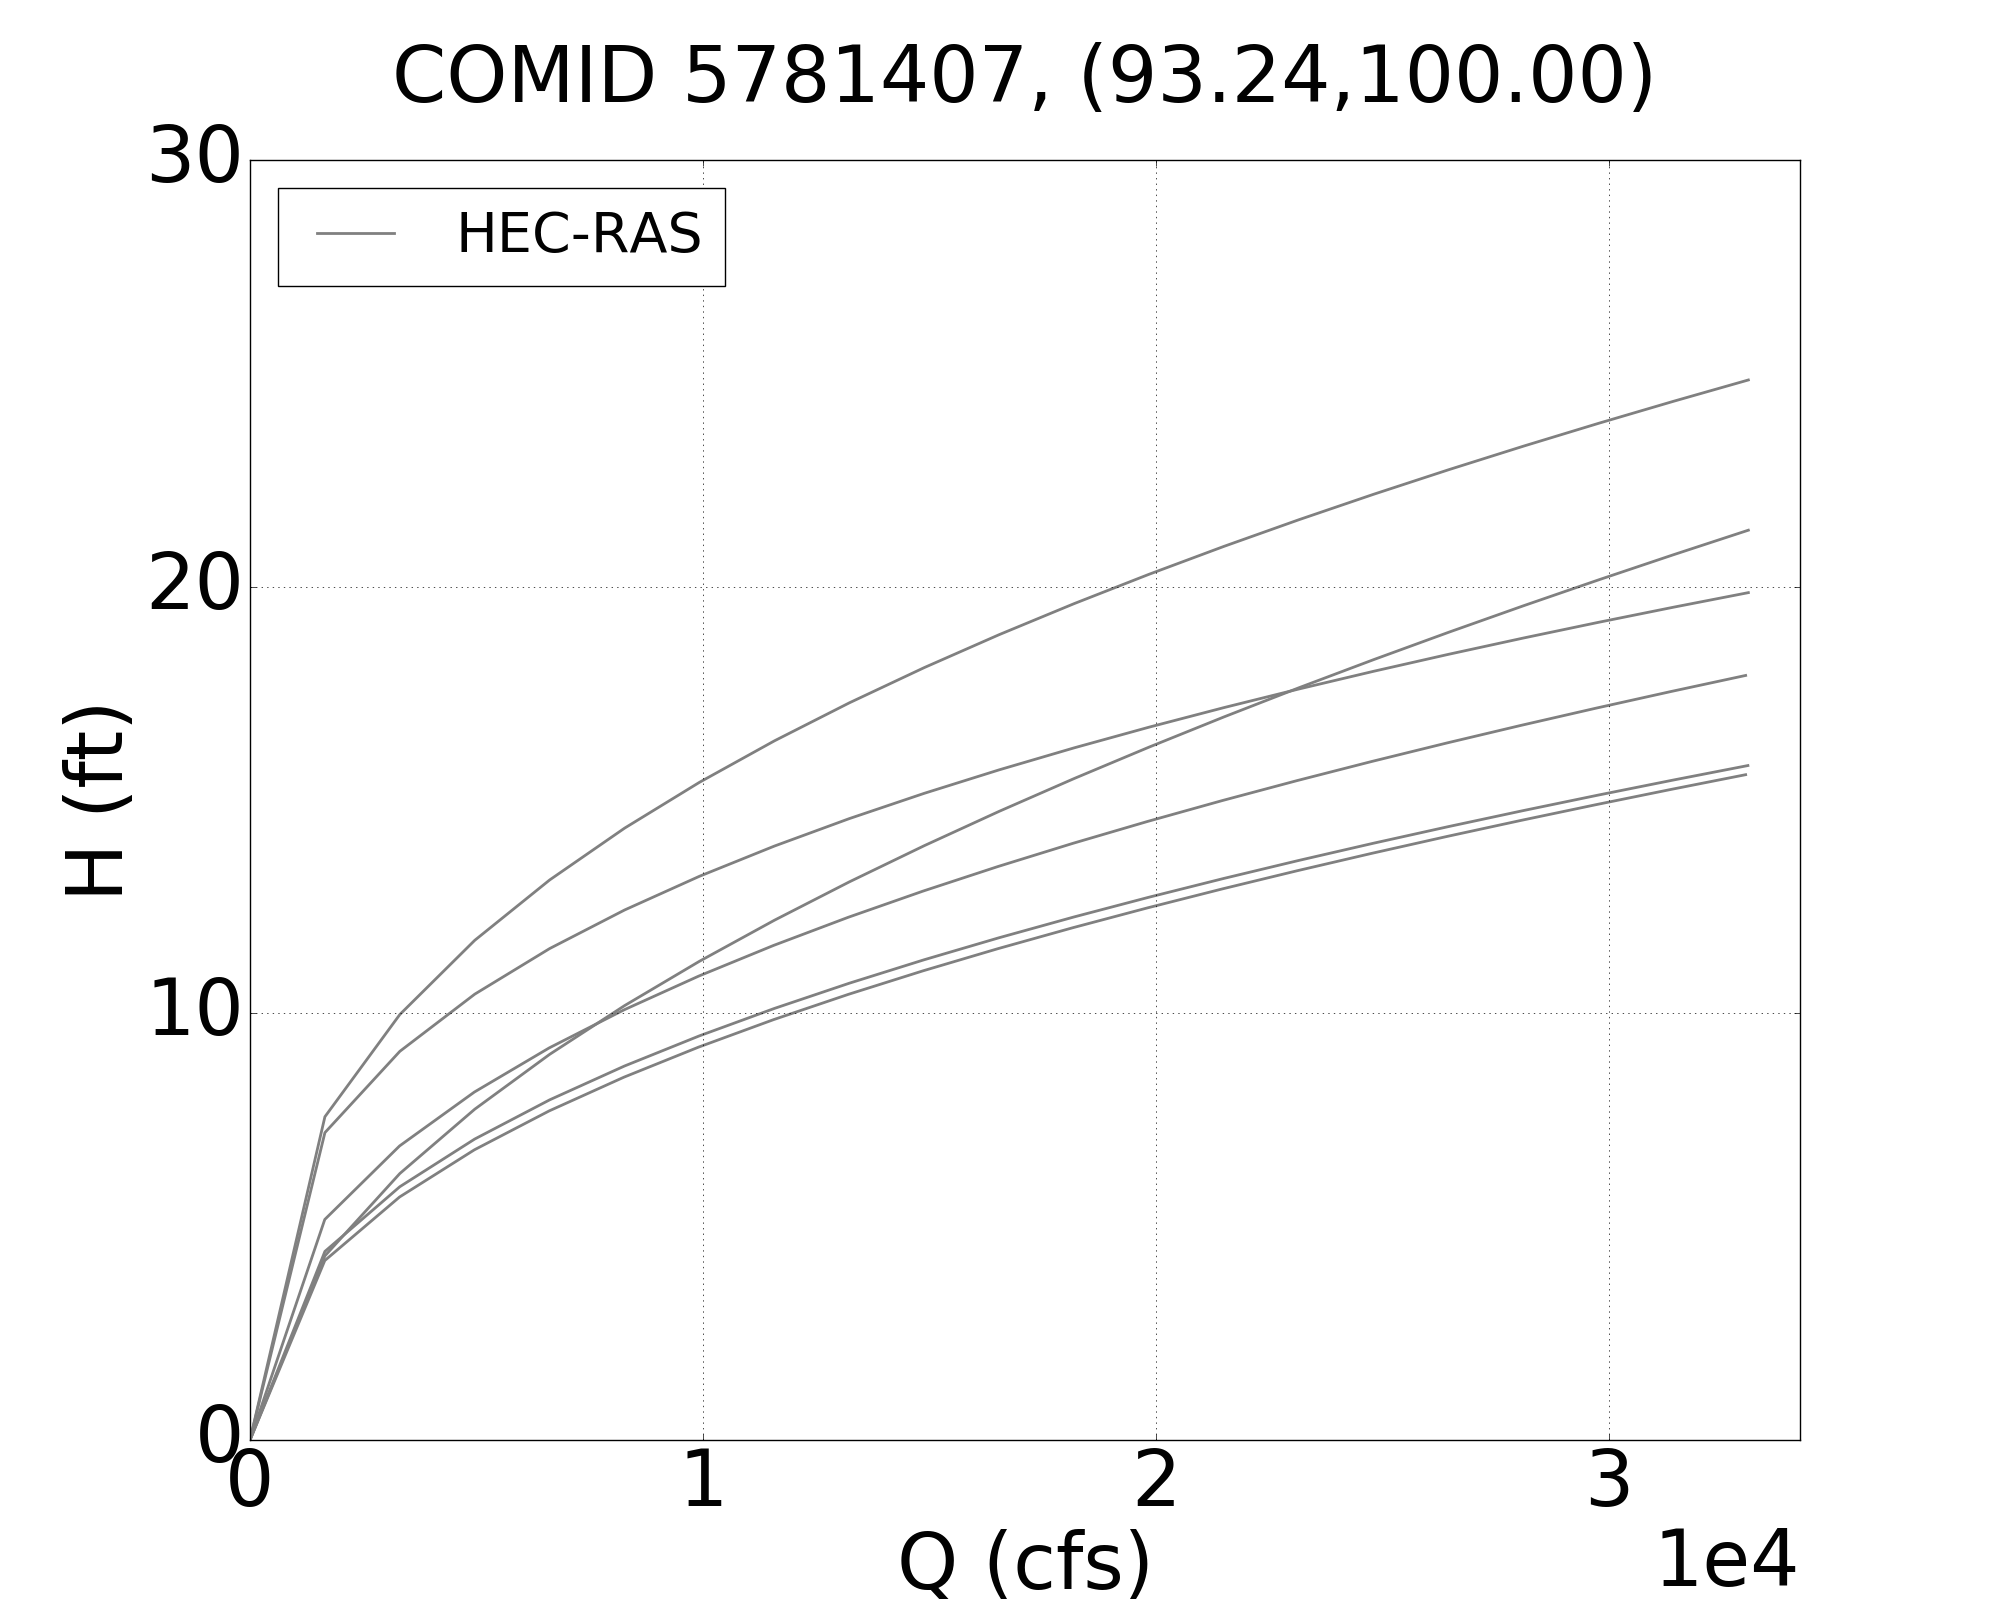 COMID 5781407, (93.24,100.00)
30
HEC-RAS
20
H (ft)
10
0
0 1 2 3
Q (cfs) 1e4